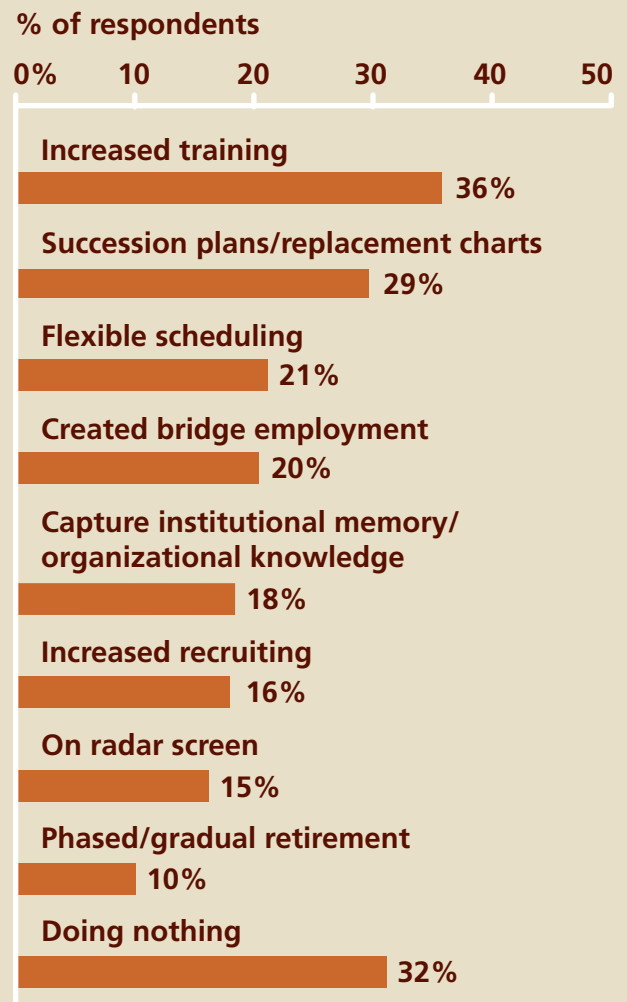 % of respondents
0% 10 20 30 40 50
Increased training
36%
Succession plans/replacement charts
29%
Flexible scheduling
21%
Created bridge employment
20%
Capture institutional memory/
organizational knowledge
18%
Increased recruiting
16%
On radar screen
15%
Phased/gradual retirement
10%
Doing nothing
32%